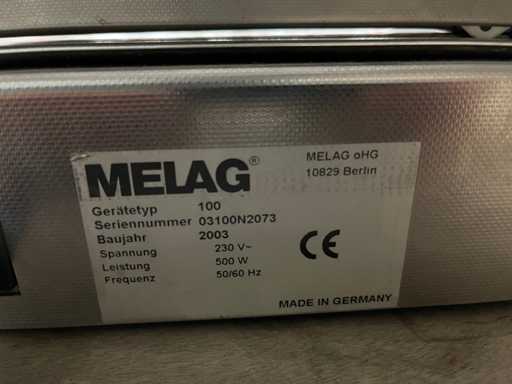 MELAG®
MELAG oHG
10829 Berlin
Gerätetyp 100
Seriennummer 03100N2073
Baujahr 2003
Spannung 230 V~
Leistung 500 W
Frequenz 50/60 Hz
CE
MADE IN GERMANY